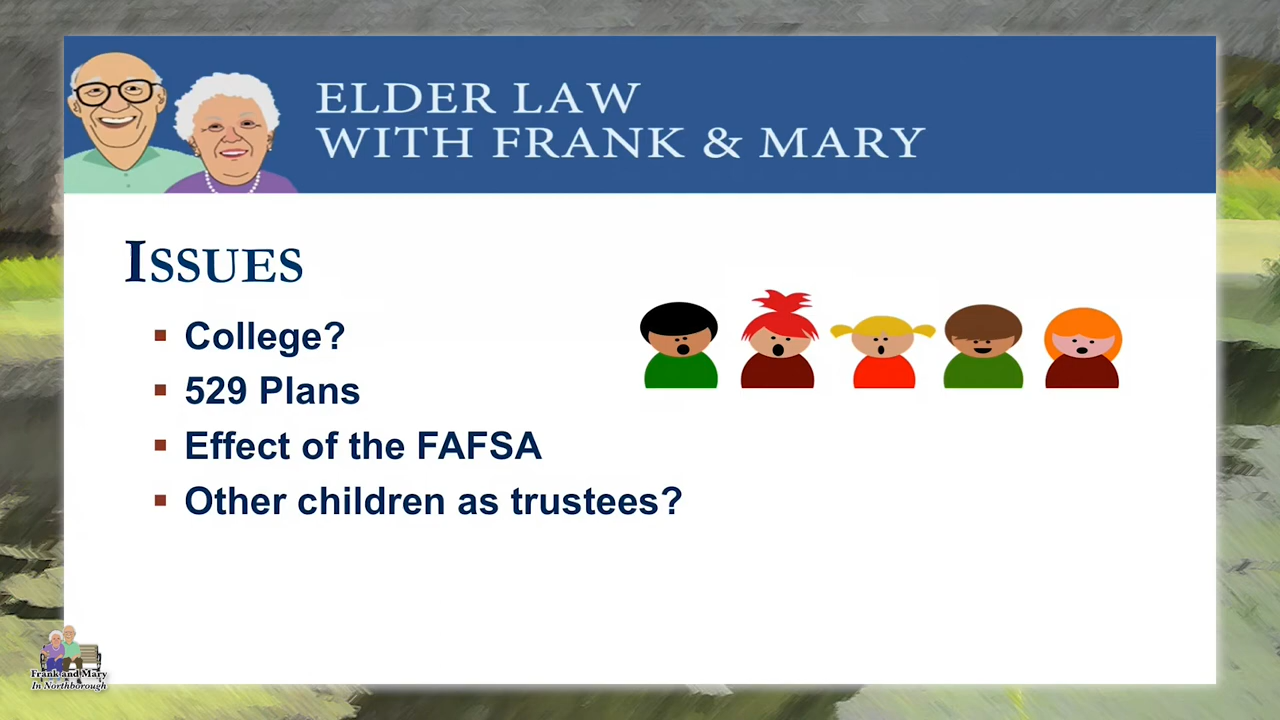 ELDER LAW
WITH FRANK & MARY
ISSUES
College?
529 Plans
Effect of the FAFSA
Other children as trustees?
Frank and Mary
In Northborough